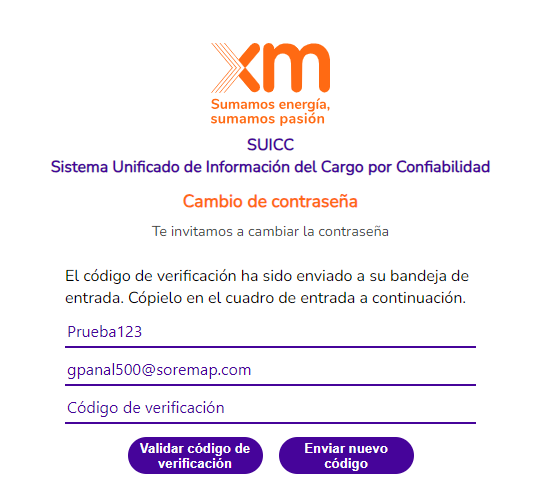 xm
Sumamos energía,
sumamos pasión
SUICC
Sistema Unificado de Información del Cargo por Confiabilidad
Cambio de contraseña
Te invitamos a cambiar la contraseña
El código de verificación ha sido enviado a su bandeja de
entrada. Cópielo en el cuadro de entrada a continuación.
Prueba123
gpanal500@soremap.com
Código de verificación
Validar código de
verificación
Enviar nuevo
código